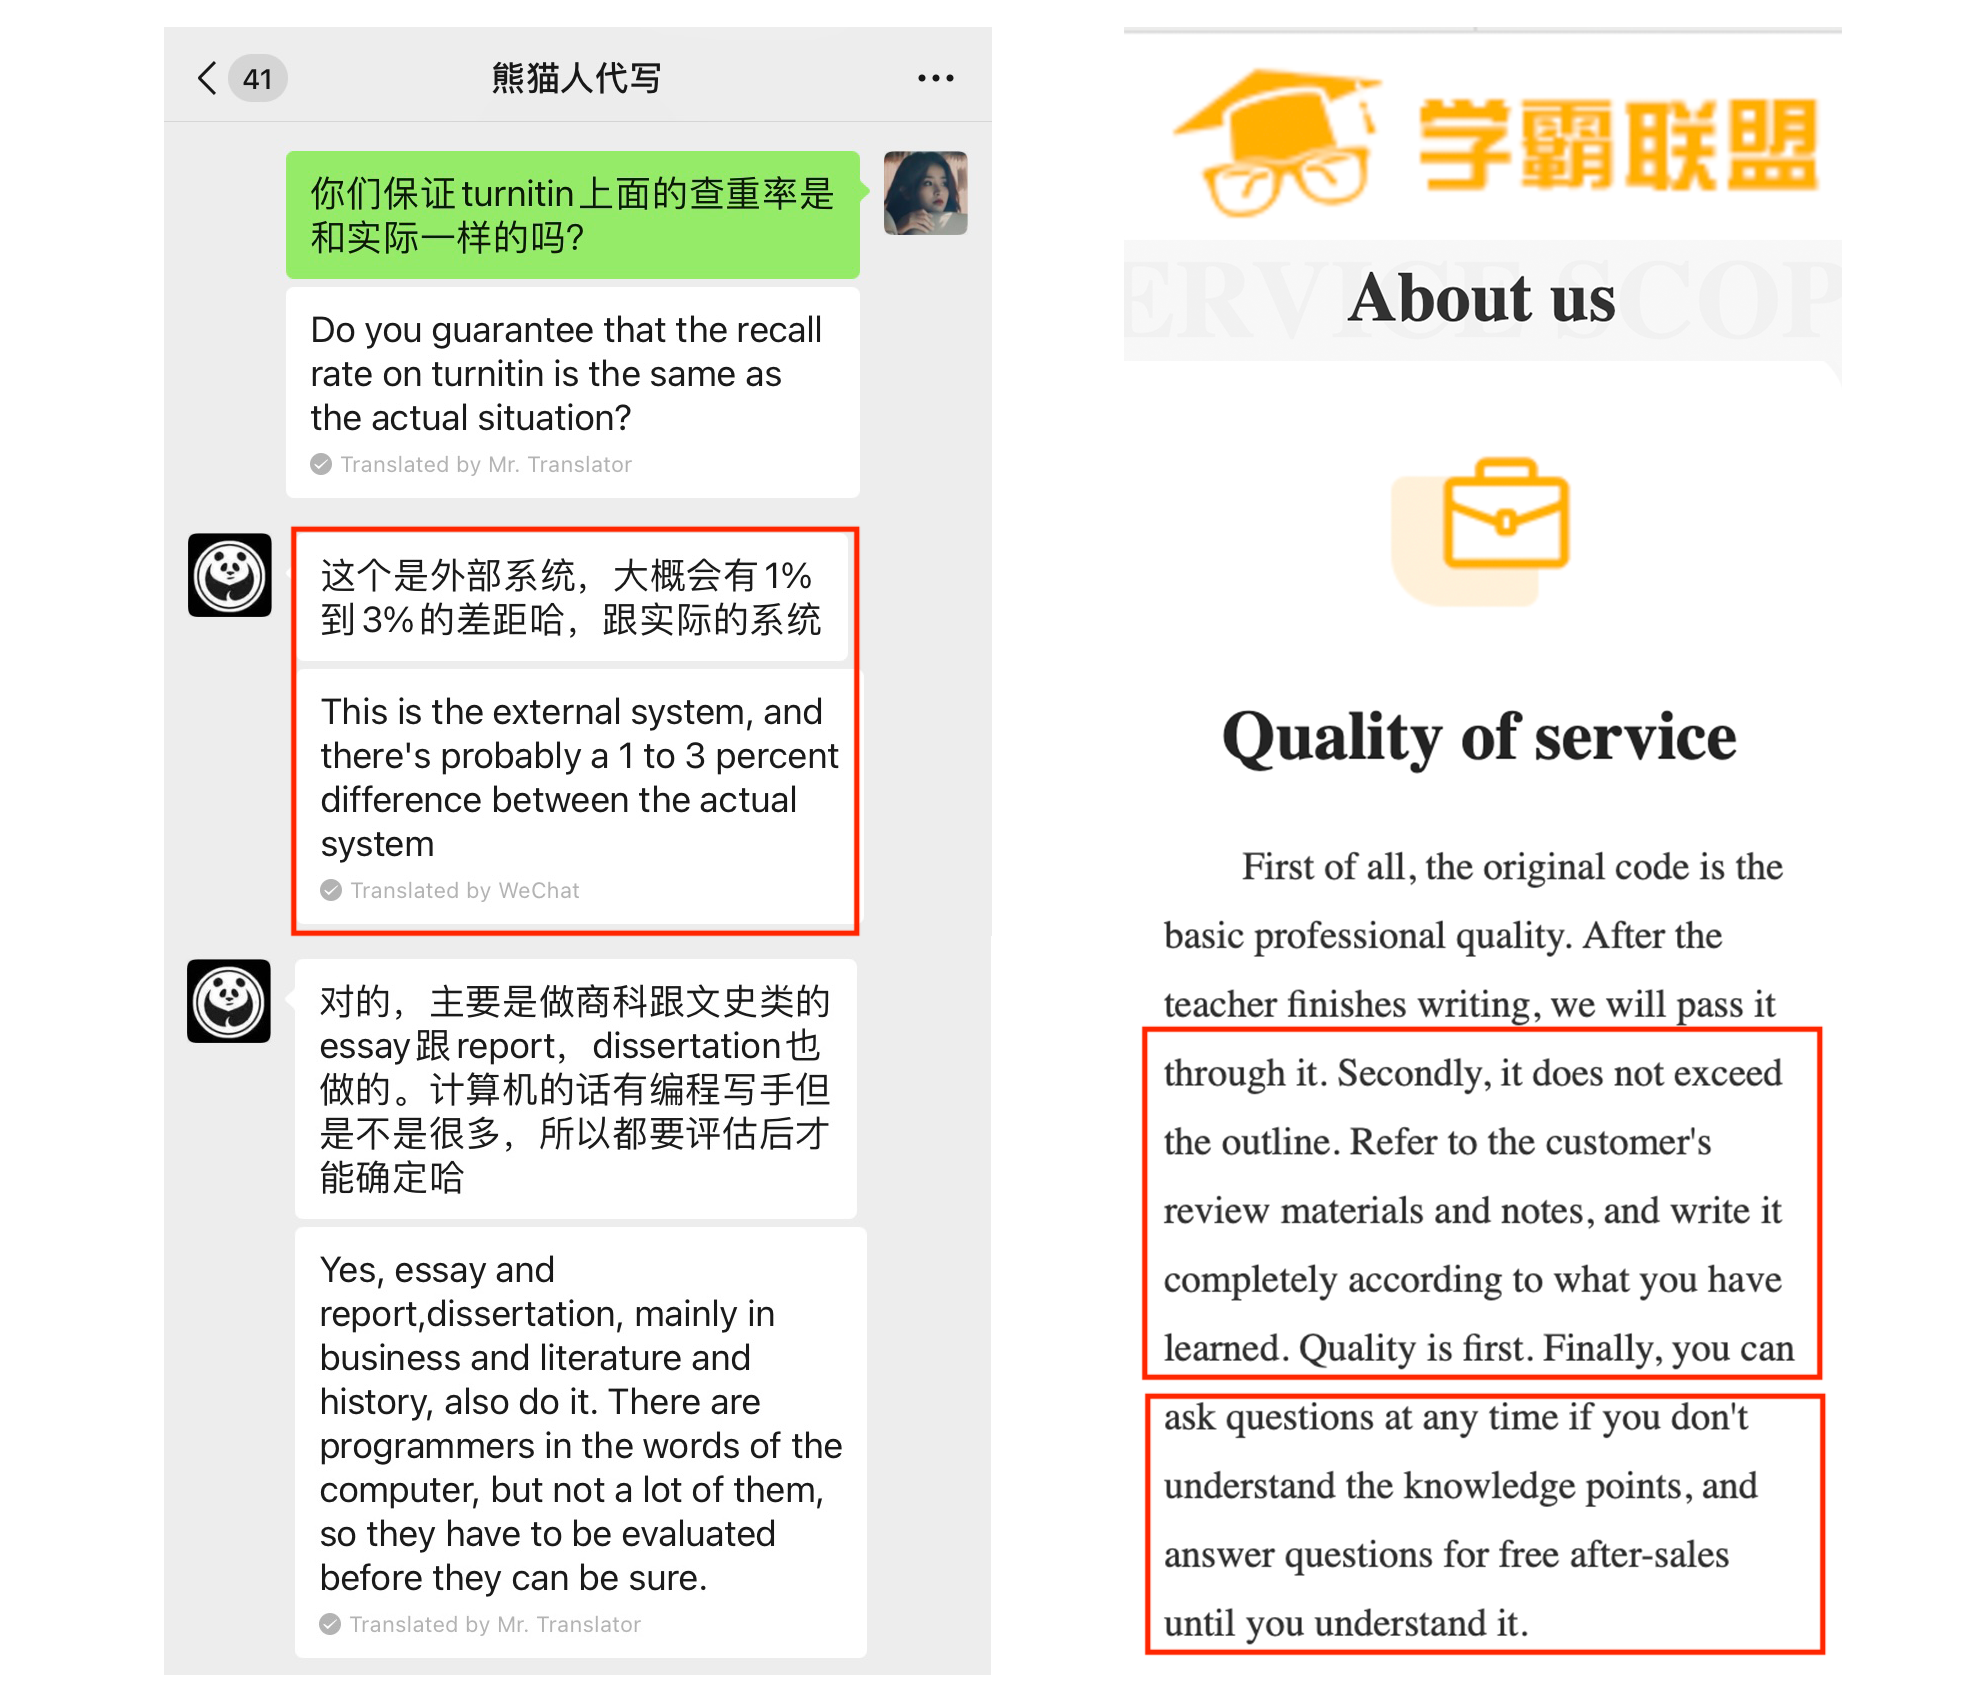 41
熊猫人代写
你们保证turnitin上面的查重率是
和实际一样的吗?
Do you guarantee that the recall
rate on turnitin is the same as
the actual situation?
Translated by Mr. Translator
这个是外部系统，大概会有1%
到3%的差距哈，跟实际的系统
This is the external system, and
there's probably a 1 to 3 percent
difference between the actual
system
Translated by WeChat
对的，主要是做商科跟文史类的
essay跟report，dissertation也
做的。计算机的话有编程写手但
是不是很多，所以都要评估后才
能确定哈
Yes, essay and
report,dissertation, mainly in
business and literature and
history, also do it. There are
programmers in the words of the
computer, but not a lot of them,
so they have to be evaluated
before they can be sure.
Translated by Mr. Translator
学霸联盟
ERVICE SCOP
About us
Quality of service
First of all, the original code is the
basic professional quality. After the
teacher finishes writing, we will pass it
through it. Secondly, it does not exceed
the outline. Refer to the customer's
review materials and notes, and write it
completely according to what you have
learned. Quality is first. Finally, you can
ask questions at any time if you don't
understand the knowledge points, and
answer questions for free after-sales
until you understand it.